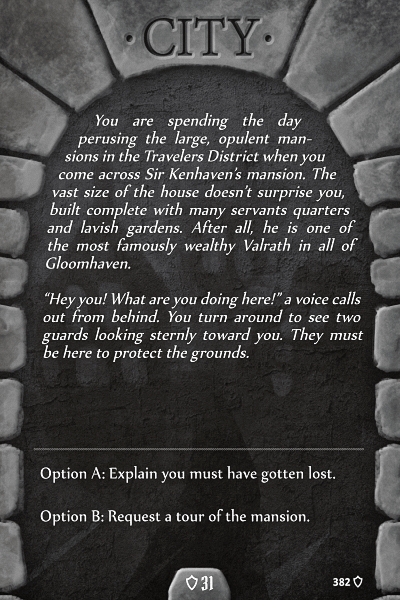 · CITY ·
You are spending the day
perusing the large, opulent man-
sions in the Travelers District when you
come across Sir Kenhaven's mansion. The
vast size of the house doesn't surprise you,
built complete with many servants quarters
and lavish gardens. After all, he is one of
the most famously wealthy Valrath in all of
Gloomhaven.
"Hey you! What are you doing here!" a voice calls
out from behind. You turn around to see two
guards looking sternly toward you. They must
be here to protect the grounds.
Option A: Explain you must have gotten lost.
Option B: Request a tour of the mansion.
31
382